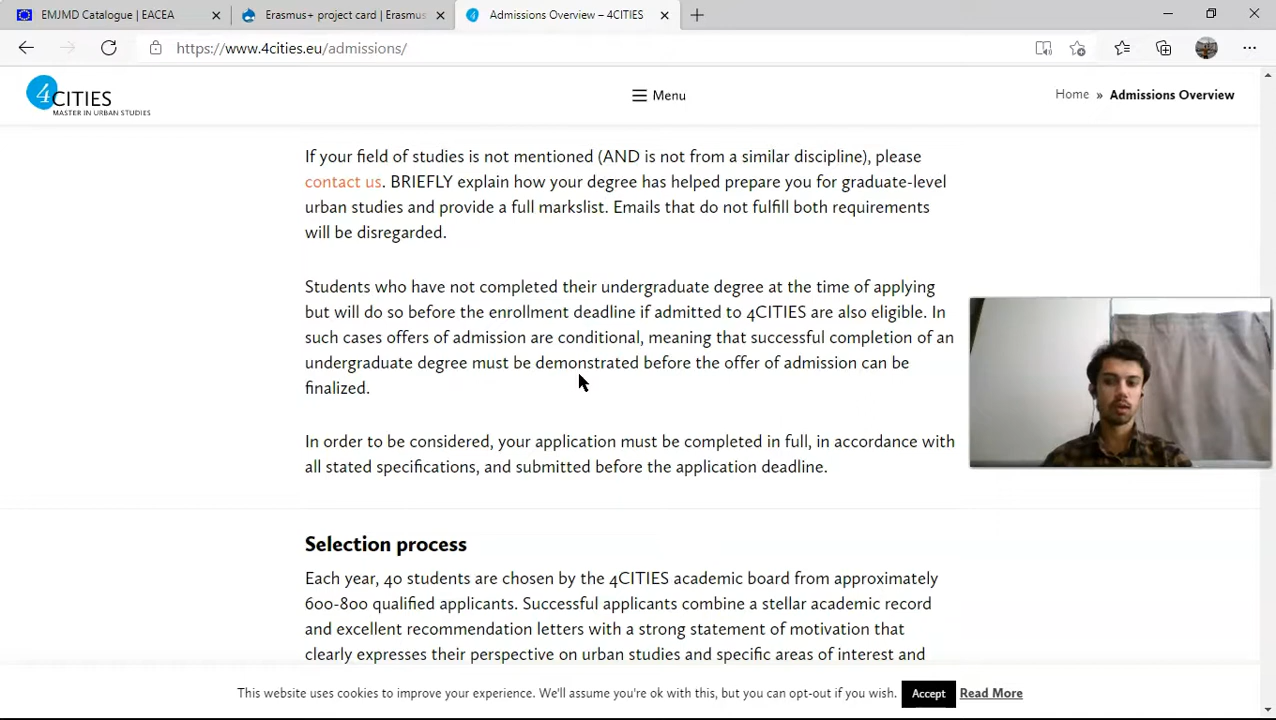 EMJMD Catalogue | EACEA
Erasmus+ project card | Erasmus
Admissions Overview – 4CITIES
https://www.4cities.eu/admissions/
4CITIES
MASTER IN URBAN STUDIES
Menu
Home » Admissions Overview
If your field of studies is not mentioned (AND is not from a similar discipline), please
contact us. BRIEFLY explain how your degree has helped prepare you for graduate-level
urban studies and provide a full markslist. Emails that do not fulfill both requirements
will be disregarded.
Students who have not completed their undergraduate degree at the time of applying
but will do so before the enrollment deadline if admitted to 4CITIES are also eligible. In
such cases offers of admission are conditional, meaning that successful completion of an
undergraduate degree must be demonstrated before the offer of admission can be
finalized.
In order to be considered, your application must be completed in full, in accordance with
all stated specifications, and submitted before the application deadline.
Selection process
Each year, 40 students are chosen by the 4CITIES academic board from approximately
600-800 qualified applicants. Successful applicants combine a stellar academic record
and excellent recommendation letters with a strong statement of motivation that
clearly expresses their perspective on urban studies and specific areas of interest and
This website uses cookies to improve your experience. We'll assume you're ok with this, but you can opt-out if you wish. Accept Read More